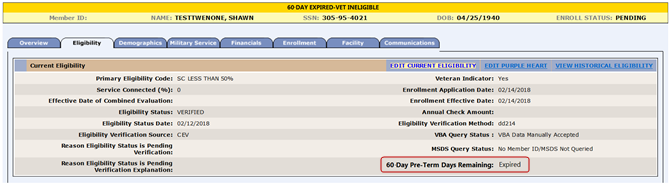 60-DAY EXPIRED-VET INELIGIBLE
Member ID: NAME: TESTTWENONE, SHAWN SSN: 305-95-4021 DOB: 04/25/1940 ENROLL STATUS: PENDING
Overview Eligibility Demographics Military Service Financials Enrollment Facility Communications
Current Eligibility EDIT CURRENT ELIGIBILITY EDIT PURPLE HEART VIEW HISTORICAL ELIGIBILITY
Primary Eligibility Code: SC LESS THAN 50% Veteran Indicator: Yes
Service Connected (%): 0 Enrollment Application Date: 02/14/2018
Effective Date of Combined Evaluation: Enrollment Effective Date: 02/14/2018
Eligibility Status: VERIFIED Annual Check Amount:
Eligibility Status Date: 02/12/2018 Eligibility Verification Method: dd214
Eligibility Verification Source: CEV VBA Query Status : VBA Data Manually Accepted
Reason Eligibility Status is Pending Verification: MSDS Query Status: No Member ID/MSDS Not Queried
Reason Eligibility Status is Pending Verification Explanation: 60-Day Pre-Term Days Remaining: Expired